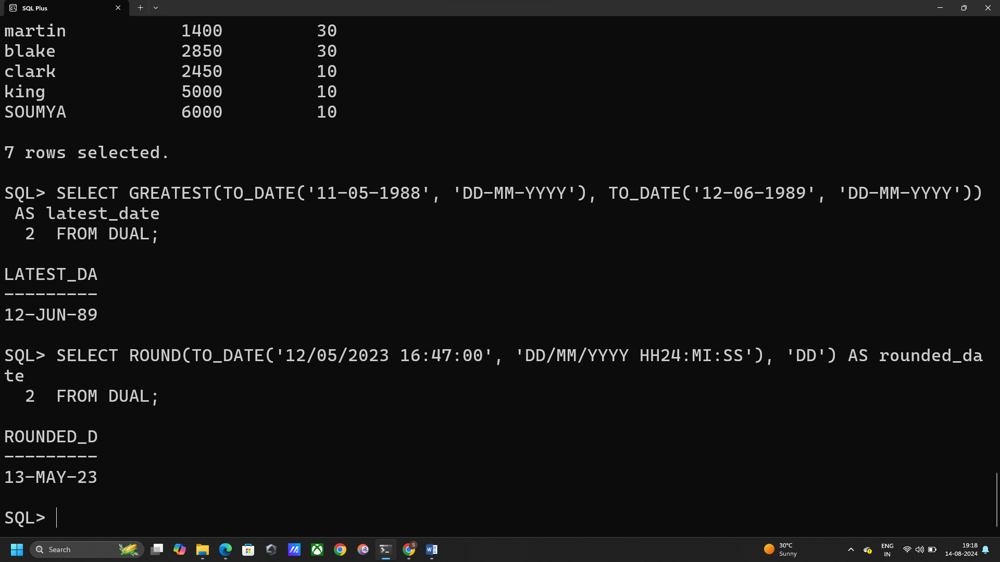 SQL Plus
martin 1400 30
blake 2850 30
clark 2450 10
king 5000 10
SOUMYA 6000 10
7 rows selected.
SQL> SELECT GREATEST(TO_DATE('11-05-1988', 'DD-MM-YYYY'), TO_DATE('12-06-1989', 'DD-MM-YYYY'))
 AS latest_date
  2  FROM DUAL;
LATEST_DA
---------
12-JUN-89
SQL> SELECT ROUND(TO_DATE('12/05/2023 16:47:00', 'DD/MM/YYYY HH24:MI:SS'), 'DD') AS rounded_da
te
  2  FROM DUAL;
ROUNDED_D
---------
13-MAY-23
SQL>
Search
30°C
Sunny
ENG
IN
19:18
14-08-2024